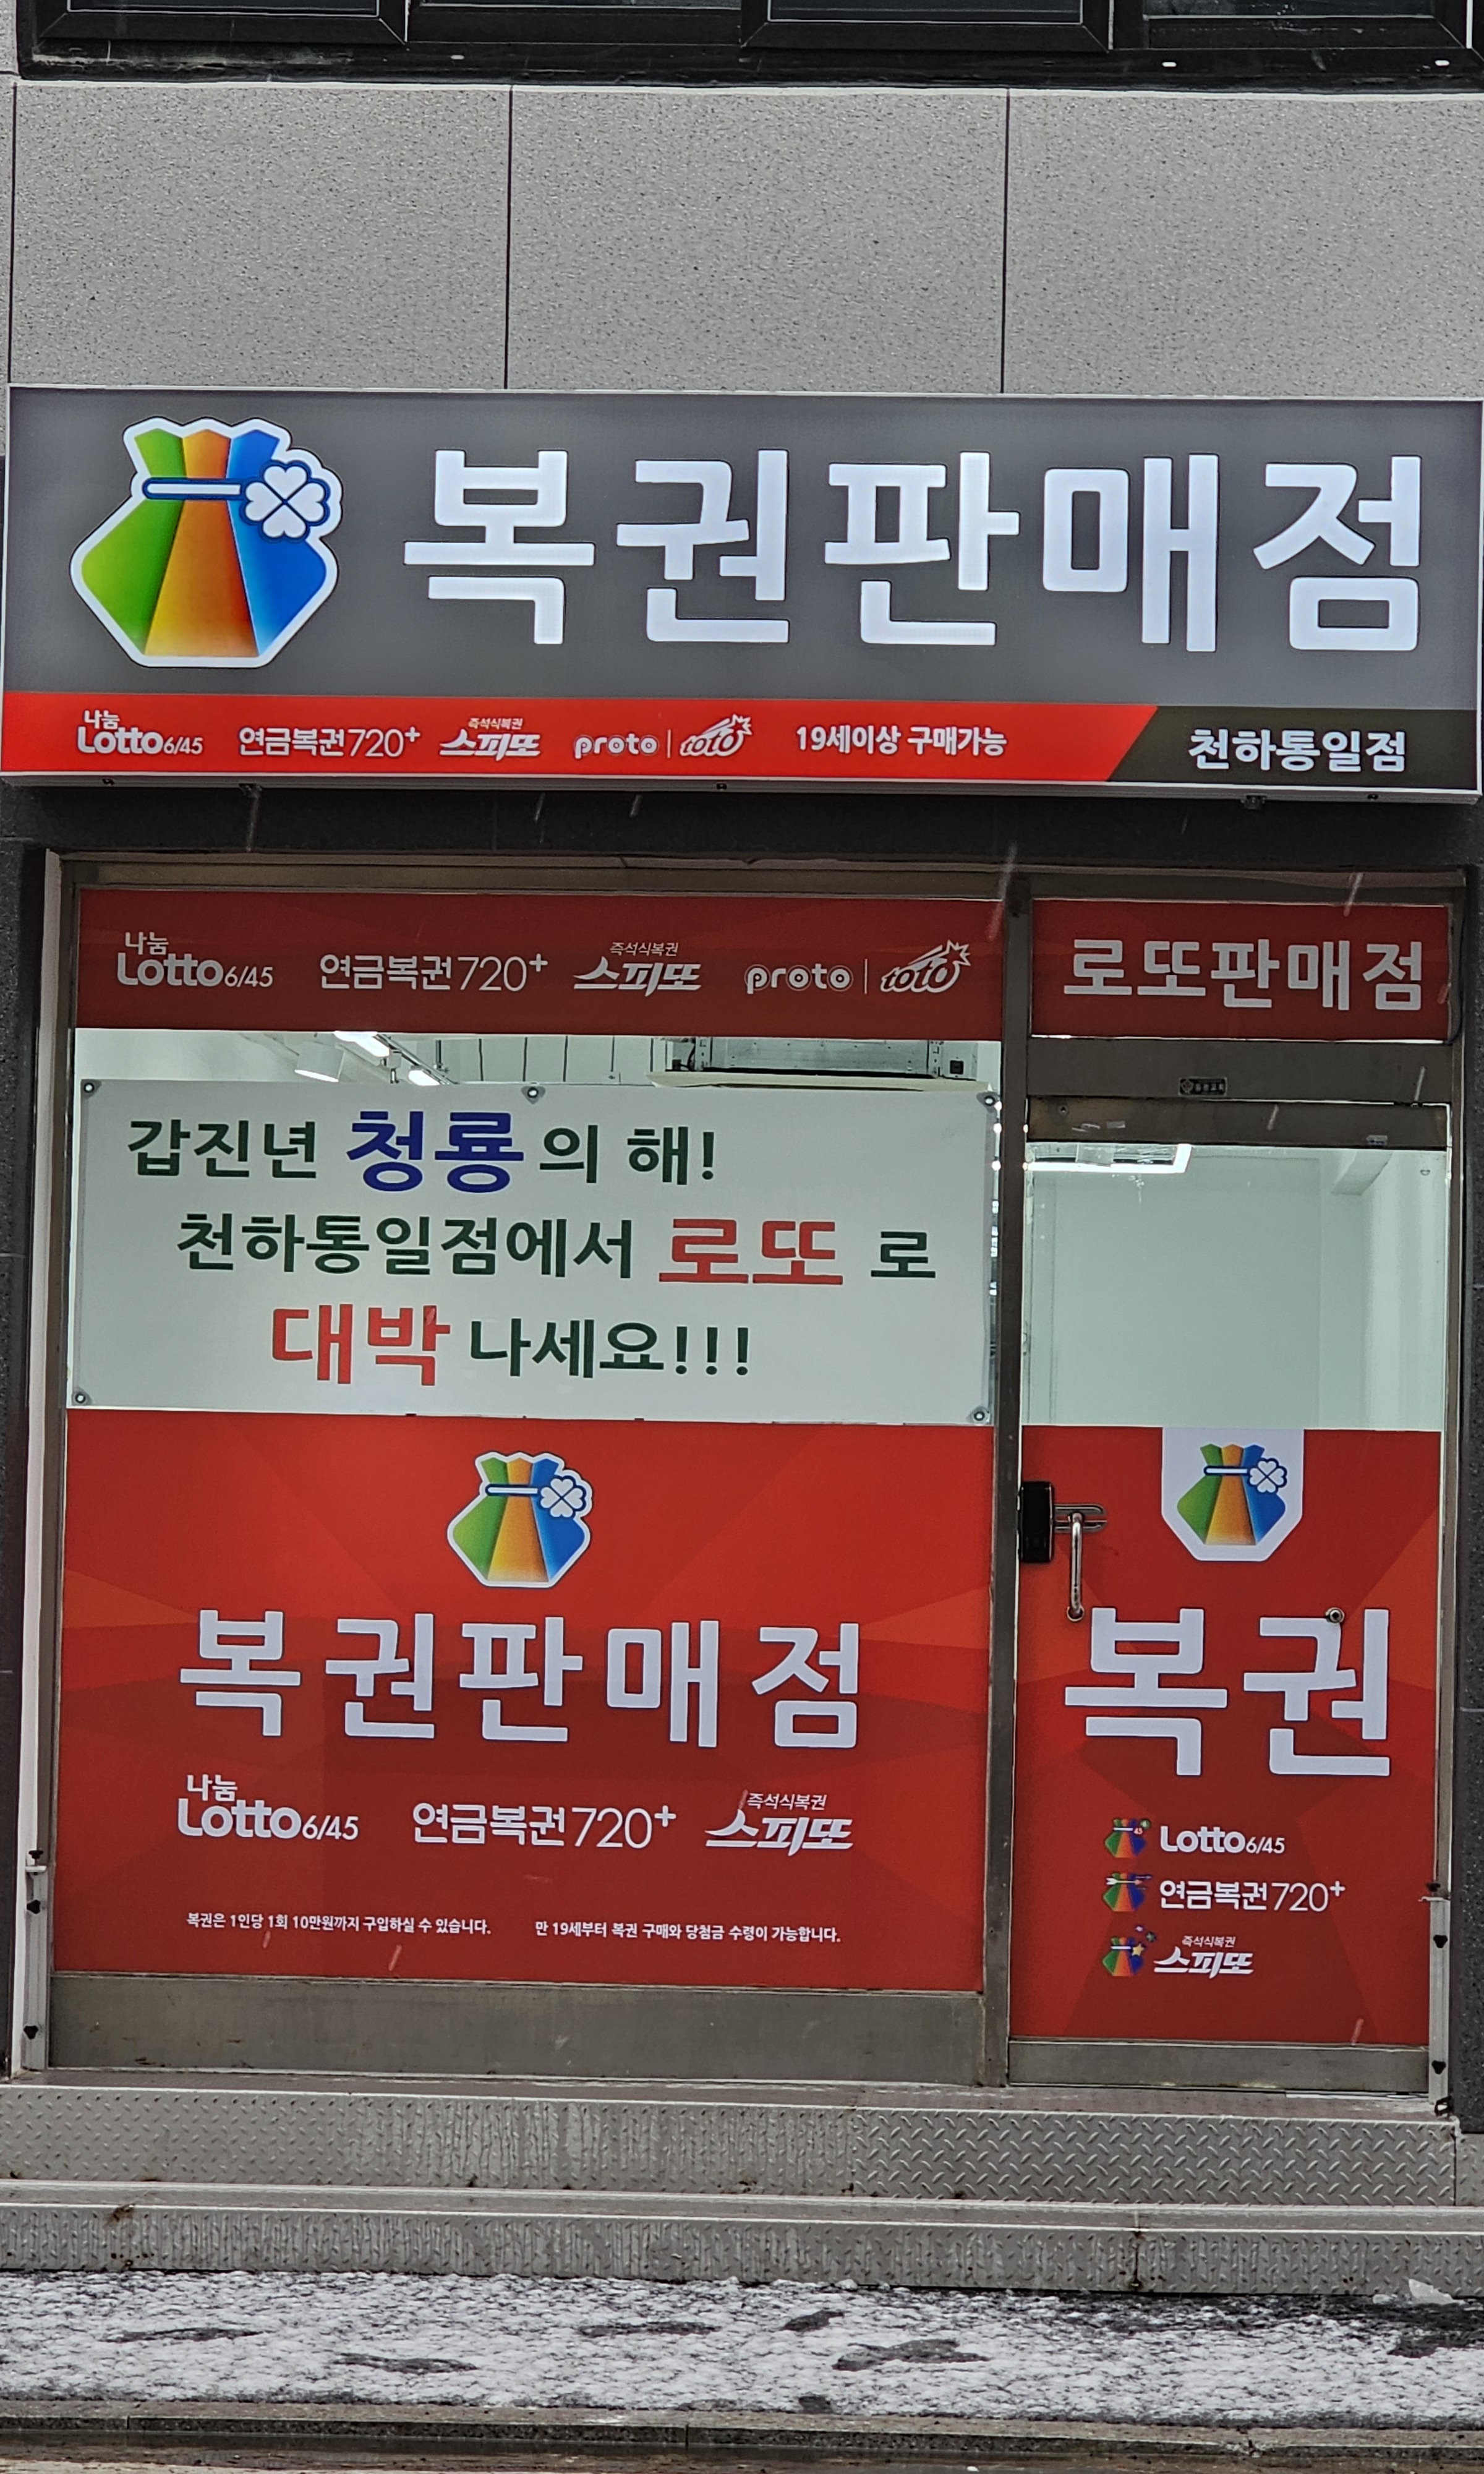 복권판매점
나눔
Lotto 6/45 연금복권720+ 즉석식복권 스피또 proto | toto 19세이상 구매가능 천하통일점
나눔
Lotto 6/45 연금복권720+ 즉석식복권 스피또 proto | toto
로또판매점
갑진년 청룡의 해!
천하통일점에서 로또 로
대박 나세요!!!
복권판매점
나눔
Lotto 6/45 연금복권720+ 즉석식복권 스피또
복권은 1인당 1회 10만원까지 구입하실 수 있습니다. 만 19세부터 복권 구매와 당첨금 수령이 가능합니다.
복권
Lotto 6/45
연금복권720+
즉석식복권
스피또